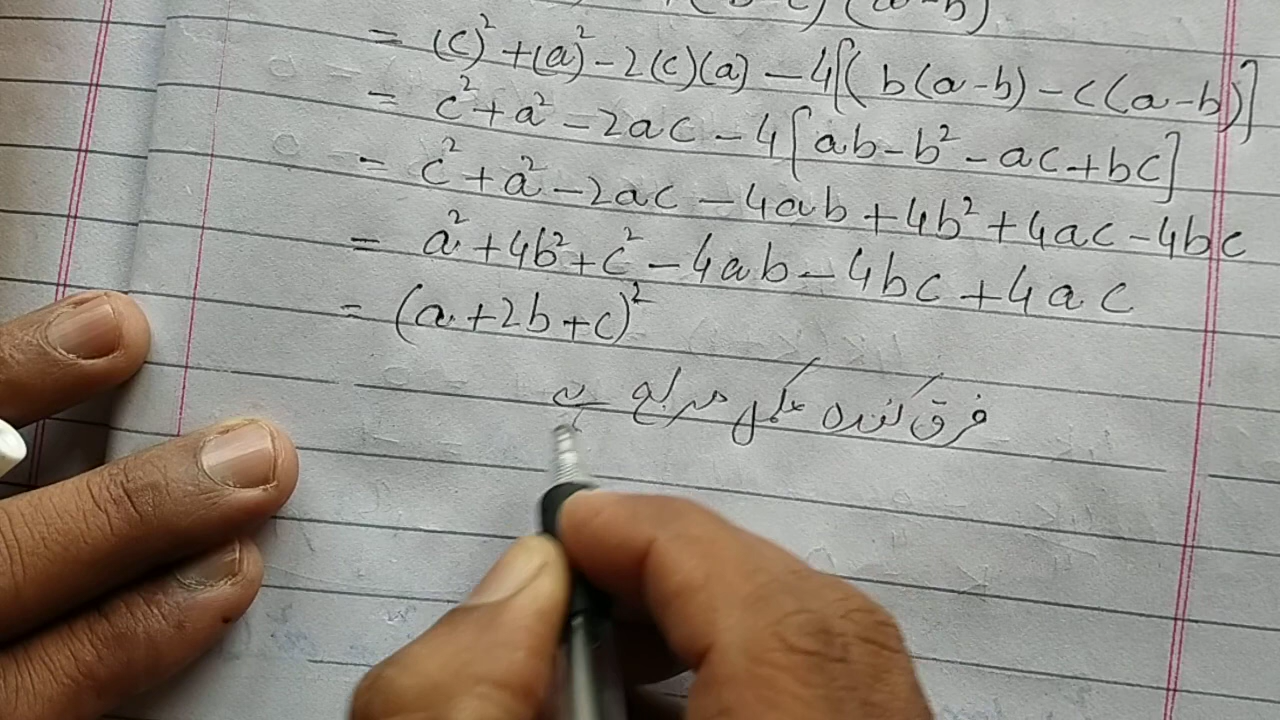 = (c)² + (a)² - 2(c)(a) - 4[(b(a-b) - c(a-b)]
= c² + a² - 2ac - 4[ab - b² - ac + bc]
= c² + a² - 2ac - 4ab + 4b² + 4ac - 4bc
= a² + 4b² + c² - 4ab - 4bc + 4ac
= (a + 2b + c)²
فرق کنندہ مکمل مربع ہے